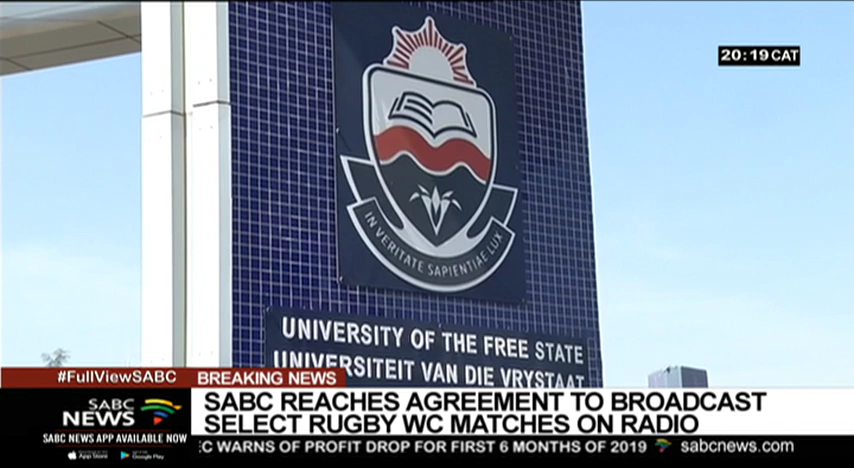 20:19 CAT
IN VERITATE SAPIENTIAE LUX
UNIVERSITY OF THE FREE STATE
UNIVERSITEIT VAN DIE VRYSTAAT
#FullViewSABC
BREAKING NEWS
SABC
NEWS
SABC NEWS APP AVAILABLE NOW
App Store
Google Play
SABC REACHES AGREEMENT TO BROADCAST
SELECT RUGBY WC MATCHES ON RADIO
EC WARNS OF PROFIT DROP FOR FIRST 6 MONTHS OF 2019
sabcnews.com